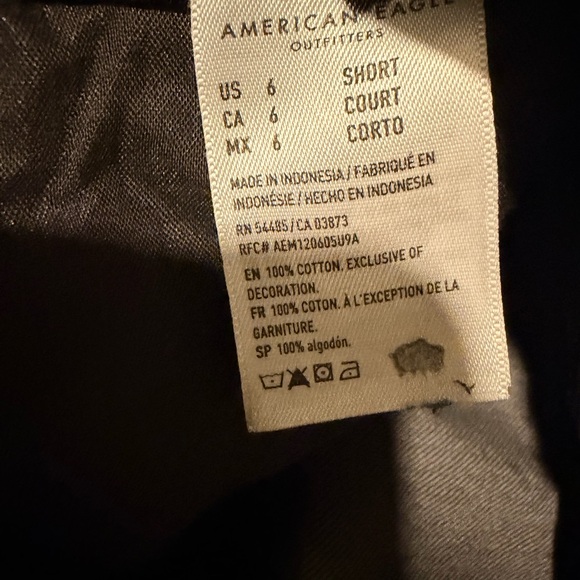 AMERICAN EAGLE
OUTFITTERS
US 6 SHORT
CA 6 COURT
MX 6 CORTO
MADE IN INDONESIA / FABRIQUÉ EN
INDONÉSIE / HECHO EN INDONESIA
RN 54485 / CA 03873
RFC# AEM120605U9A
EN 100% COTTON. EXCLUSIVE OF
DECORATION.
FR 100% COTON. À L'EXCEPTION DE LA
GARNITURE.
SP 100% algodón.